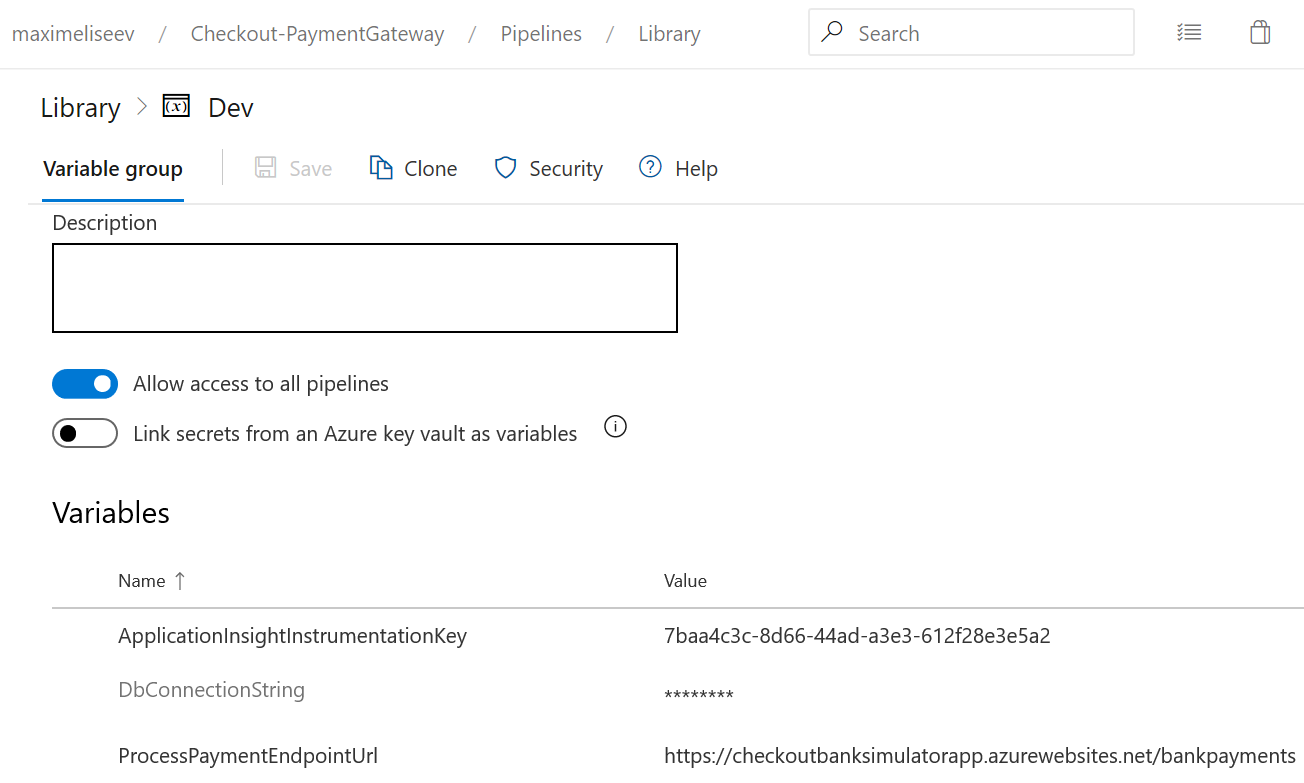 maximeliseev / Checkout-PaymentGateway / Pipelines / Library Search
Library > (x) Dev
Variable group Save Clone Security ? Help
Description
Allow access to all pipelines
Link secrets from an Azure key vault as variables i
Variables
Name ↑ Value
ApplicationInsightInstrumentationKey 7baa4c3c-8d66-44ad-a3e3-612f28e3e5a2
DbConnectionString ********
ProcessPaymentEndpointUrl https://checkoutbanksimulatorapp.azurewebsites.net/bankpayments